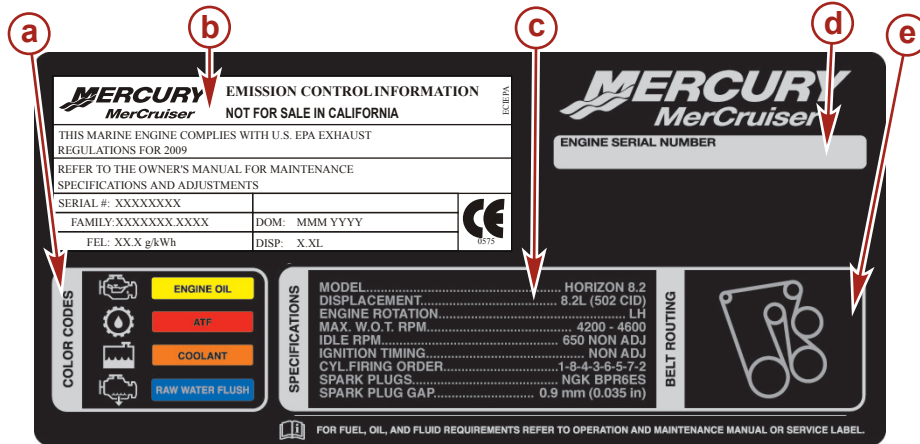 a
b
c
d
e
MERCURY
MerCruiser
EMISSION CONTROL INFORMATION
NOT FOR SALE IN CALIFORNIA
ECIEPA
THIS MARINE ENGINE COMPLIES WITH U.S. EPA EXHAUST
REGULATIONS FOR 2009
REFER TO THE OWNER'S MANUAL FOR MAINTENANCE
SPECIFICATIONS AND ADJUSTMENTS
SERIAL #: XXXXXXXX
FAMILY:XXXXXXX.XXXX DOM: MMM YYYY
FEL: XX.X g/kWh DISP: X.XL
CE
0575
MERCURY
MerCruiser
ENGINE SERIAL NUMBER
COLOR CODES
ENGINE OIL
ATF
COOLANT
RAW WATER FLUSH
SPECIFICATIONS
MODEL...HORIZON 8.2
DISPLACEMENT...8.2L (502 CID)
ENGINE ROTATION...LH
MAX. W.O.T. RPM...4200 - 4600
IDLE RPM...650 NON ADJ
IGNITION TIMING...NON ADJ
CYL.FIRING ORDER...1-8-4-3-6-5-7-2
SPARK PLUGS...NGK BPR6ES
SPARK PLUG GAP...0.9 mm (0.035 in)
BELT ROUTING
FOR FUEL, OIL, AND FLUID REQUIREMENTS REFER TO OPERATION AND MAINTENANCE MANUAL OR SERVICE LABEL.